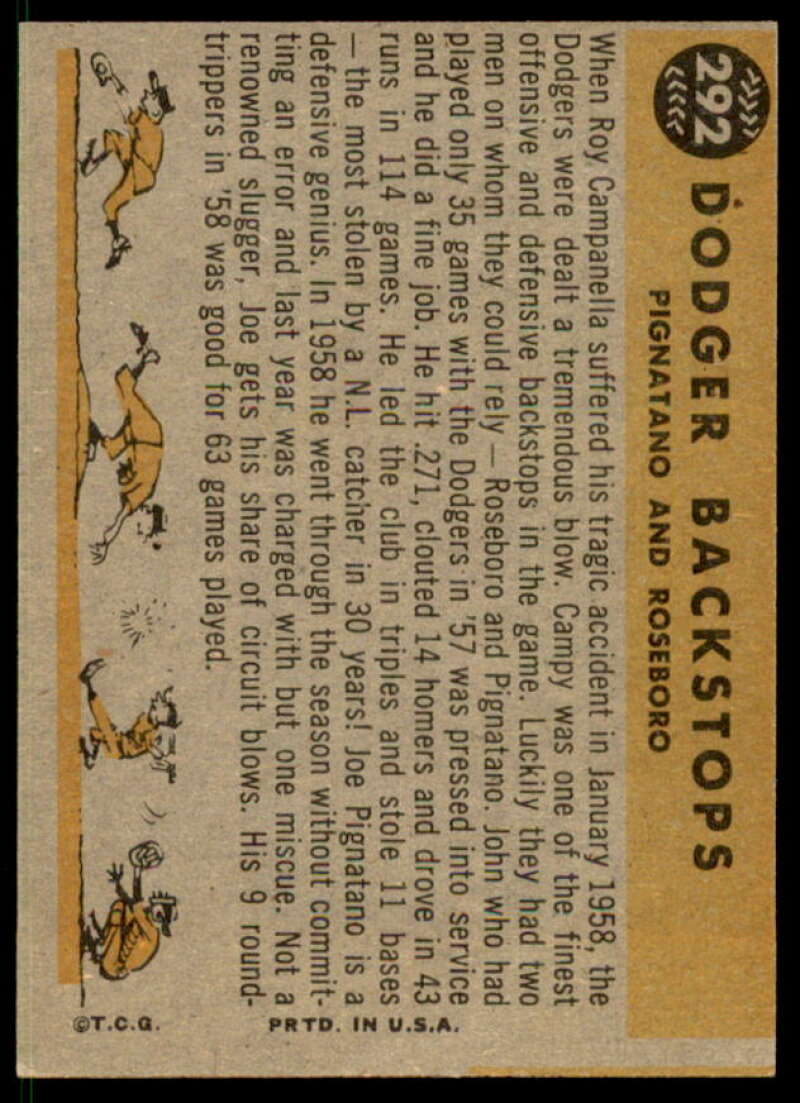 292
DODGER BACKSTOPS
PIGNATANO AND ROSEBORO
When Roy Campanella suffered his tragic accident in January 1958, the
Dodgers were dealt a tremendous blow. Campy was one of the finest
offensive and defensive backstops in the game. Luckily they had two
men on whom they could rely — Roseboro and Pignatano. John who had
played only 35 games with the Dodgers in '57 was pressed into service
and he did a fine job. He hit .271, clouted 14 homers and drove in 43
runs in 114 games. He led the club in triples and stole 11 bases
— the most stolen by a N.L. catcher in 30 years! Joe Pignatano is a
defensive genius. In 1958 he went through the season without commit-
ting an error and last year was charged with but one miscue. Not a
renowned slugger, Joe gets his share of circuit blows. His 9 round-
trippers in '58 was good for 63 games played.
©T.C.G.
PRTD. IN U.S.A.